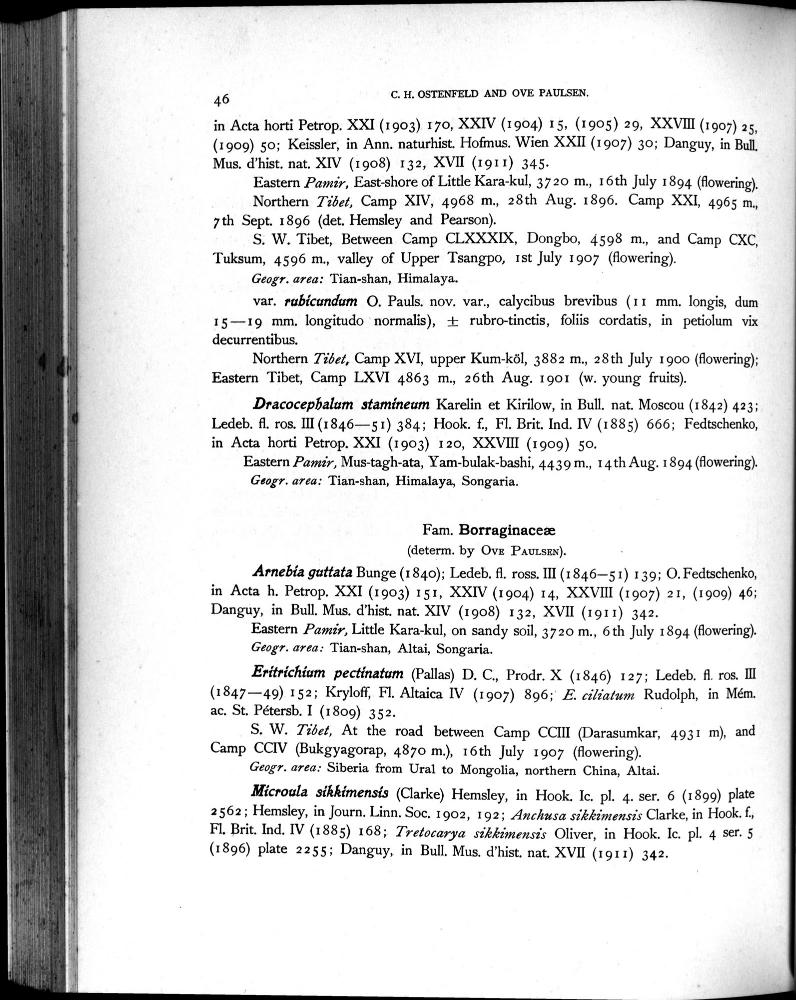 46
C. H. OSTENFELD AND OVE PAULSEN.
in Acta horti Petrop. XXI (1903) 170, XXIV (1904) 15, (1905) 29, XXVIII (1907) 25,
(1909) 50; Keissler, in Ann. naturhist. Hofmus. Wien XXII (1907) 30; Danguy, in Bull.
Mus. d'hist. nat. XIV (1908) 132, XVII (1911) 345.
Eastern Pamir, East-shore of Little Kara-kul, 3720 m., 16th July 1894 (flowering).
Northern Tibet, Camp XIV, 4968 m., 28th Aug. 1896. Camp XXI, 4965 m.,
7th Sept. 1896 (det. Hemsley and Pearson).
S. W. Tibet, Between Camp CLXXXIX, Dongbo, 4598 m., and Camp CXC,
Tuksum, 4596 m., valley of Upper Tsangpo, 1st July 1907 (flowering).
Geogr. area: Tian-shan, Himalaya.
var. rubicundum O. Pauls. nov. var., calycibus brevibus (11 mm. longis, dum
15—19 mm. longitudo normalis), ± rubro-tinctis, foliis cordatis, in petiolum vix
decurrentibus.
Northern Tibet, Camp XVI, upper Kum-köl, 3882 m., 28th July 1900 (flowering);
Eastern Tibet, Camp LXVI 4863 m., 26th Aug. 1901 (w. young fruits).
Dracocephalum stamineum Karelin et Kirilow, in Bull. nat. Moscou (1842) 423;
Ledeb. fl. ros. III (1846—51) 384; Hook. f., Fl. Brit. Ind. IV (1885) 666; Fedtschenko,
in Acta horti Petrop. XXI (1903) 120, XXVIII (1909) 50.
Eastern Pamir, Mus-tagh-ata, Yam-bulak-bashi, 4439 m., 14th Aug. 1894 (flowering).
Geogr. area: Tian-shan, Himalaya, Songaria.
Fam. Borraginaceæ
(determ. by OVE PAULSEN).
Arnebia guttata Bunge (1840); Ledeb. fl. ross. III (1846—51) 139; O. Fedtschenko,
in Acta h. Petrop. XXI (1903) 151, XXIV (1904) 14, XXVIII (1907) 21, (1909) 46;
Danguy, in Bull. Mus. d'hist. nat. XIV (1908) 132, XVII (1911) 342.
Eastern Pamir, Little Kara-kul, on sandy soil, 3720 m., 6th July 1894 (flowering).
Geogr. area: Tian-shan, Altai, Songaria.
Eritrichium pectinatum (Pallas) D. C., Prodr. X (1846) 127; Ledeb. fl. ros. III
(1847—49) 152; Kryloff, Fl. Altaica IV (1907) 896; E. ciliatum Rudolph, in Mém.
ac. St. Pétersb. I (1809) 352.
S. W. Tibet, At the road between Camp CCIII (Darasumkar, 4931 m), and
Camp CCIV (Bukgyagorap, 4870 m.), 16th July 1907 (flowering).
Geogr. area: Siberia from Ural to Mongolia, northern China, Altai.
Microula sikkimensis (Clarke) Hemsley, in Hook. Ic. pl. 4. ser. 6 (1899) plate
2562; Hemsley, in Journ. Linn. Soc. 1902, 192; Anchusa sikkimensis Clarke, in Hook. f.,
Fl. Brit. Ind. IV (1885) 168; Tretocarya sikkimensis Oliver, in Hook. Ic. pl. 4 ser. 5
(1896) plate 2255; Danguy, in Bull. Mus. d'hist. nat. XVII (1911) 342.